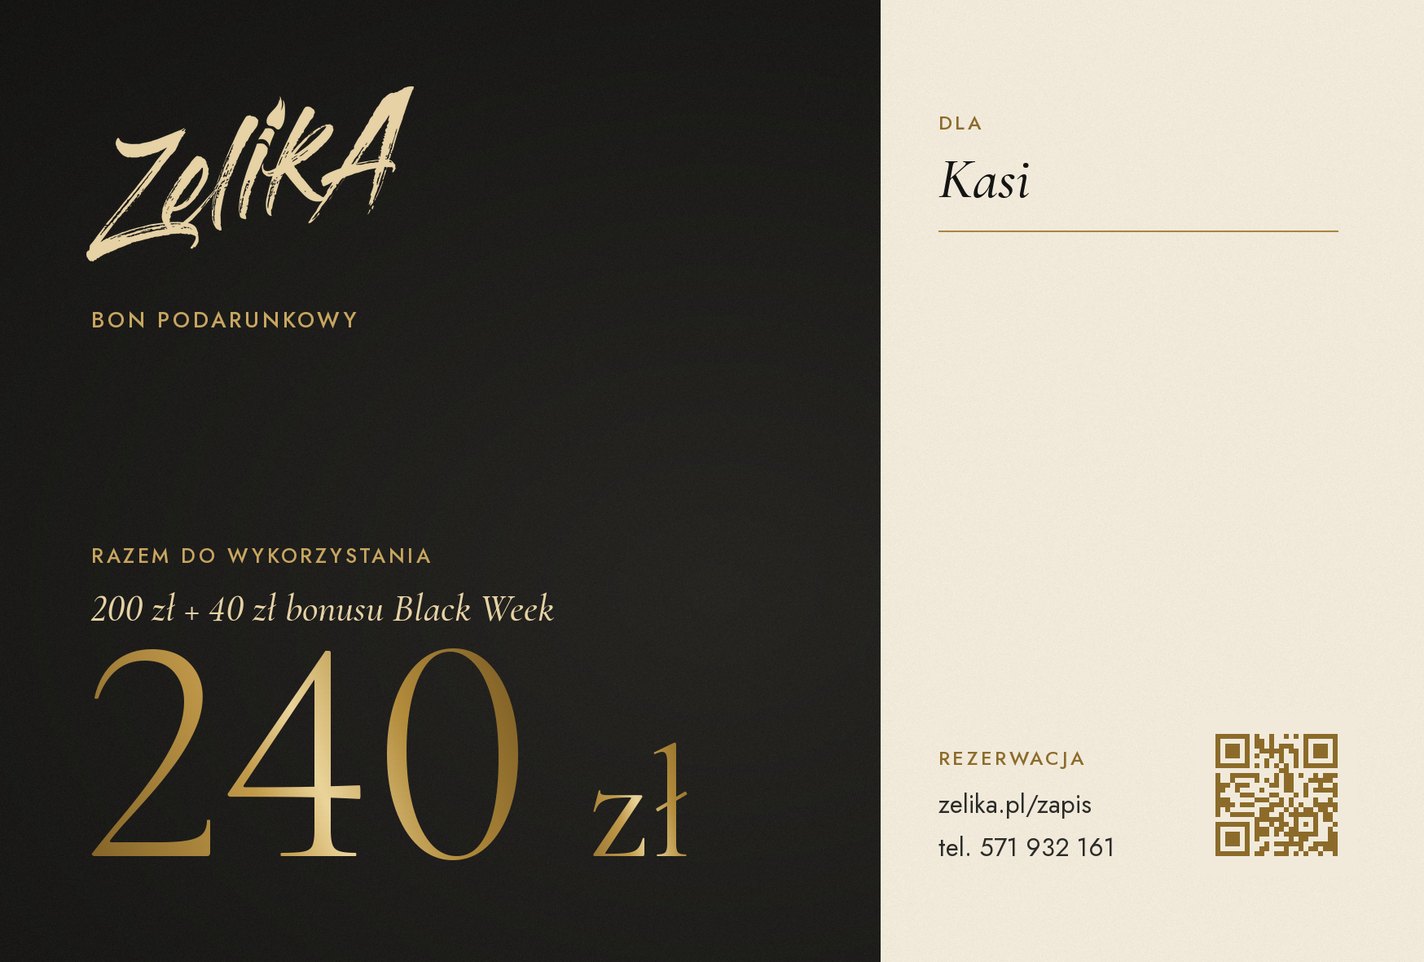 ZelikA
BON PODARUNKOWY
RAZEM DO WYKORZYSTANIA
200 zł + 40 zł bonusu Black Week
240 zł
DLA
Kasi
REZERWACJA
zelika.pl/zapis
tel. 571 932 161